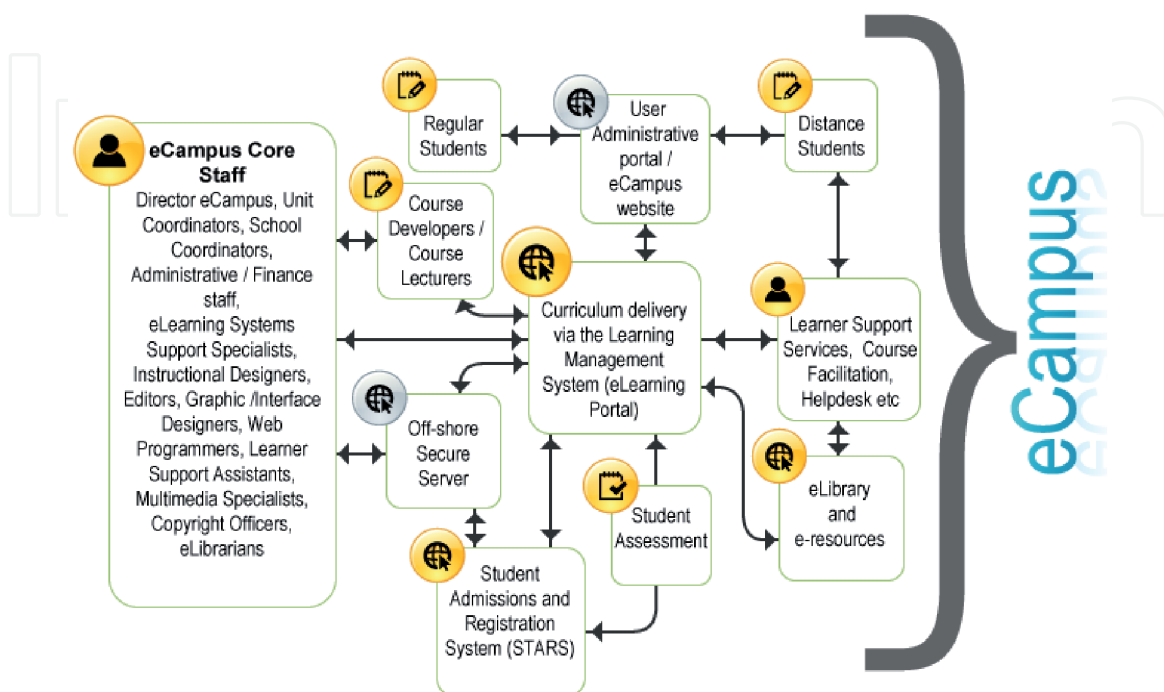 eCampus Core
Staff
Director eCampus, Unit
Coordinators, School
Coordinators,
Administrative / Finance
staff,
eLearning Systems
Support Specialists,
Instructional Designers,
Editors, Graphic /Interface
Designers, Web
Programmers, Learner
Support Assistants,
Multimedia Specialists,
Copyright Officers,
eLibrarians
Regular
Students
User
Administrative
portal /
eCampus
website
Distance
Students
Course
Developers /
Course
Lecturers
Curriculum delivery
via the Learning
Management
System (eLearning
Portal)
Learner Support
Services, Course
Facilitation,
Helpdesk etc
Off-shore
Secure
Server
Student
Assessment
eLibrary
and
e-resources
Student
Admissions and
Registration
System (STARS)
eCampus